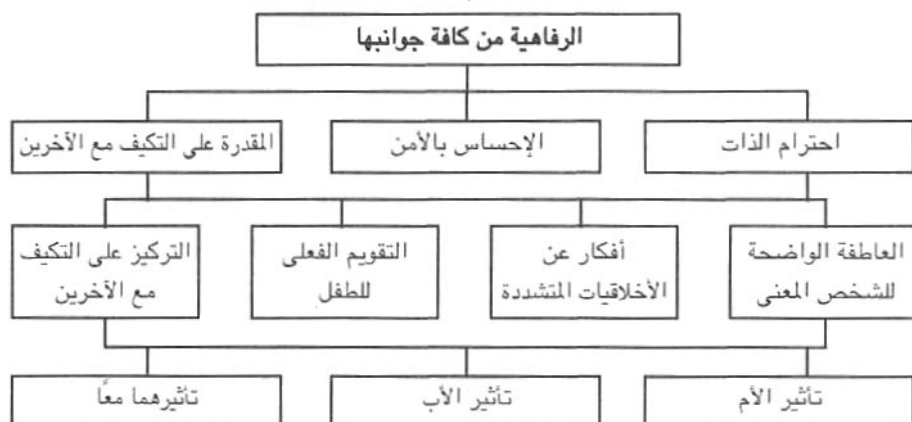 الرفاهية من كافة جوانبها
احترام الذات
الإحساس بالأمن
المقدرة على التكيف مع الآخرين
العاطفة الواضحة
للشخص المعنى
أفكار عن
الأخلاقيات المتشددة
التقويم الفعلى
للطفل
التركيز على التكيف
مع الآخرين
تأثير الأم
تأثير الأب
تأثيرهما معًا